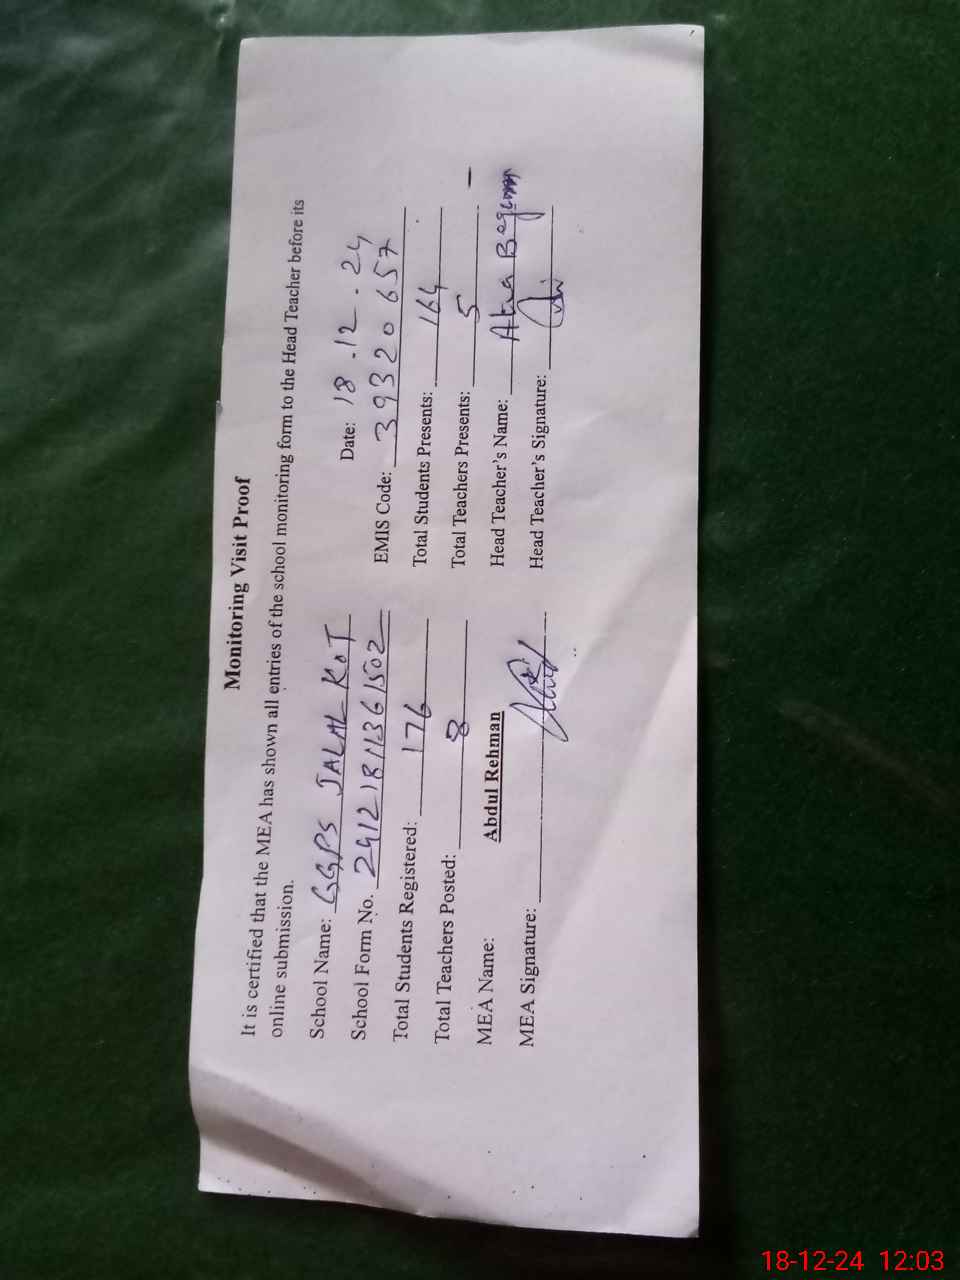 Monitoring Visit Proof
It is certified that the MEA has shown all entries of the school monitoring form to the Head Teacher before its
online submission.
School Name: GGPS JALAL KOT Date: 18.12.24
School Form No. 24121811361502 EMIS Code: 39320657
Total Students Registered: 176 Total Students Presents: 164
Total Teachers Posted: 8 Total Teachers Presents: 5
MEA Name: Abdul Rehman Head Teacher's Name: Begum
MEA Signature: Head Teacher's Signature:
18-12-24 12:03